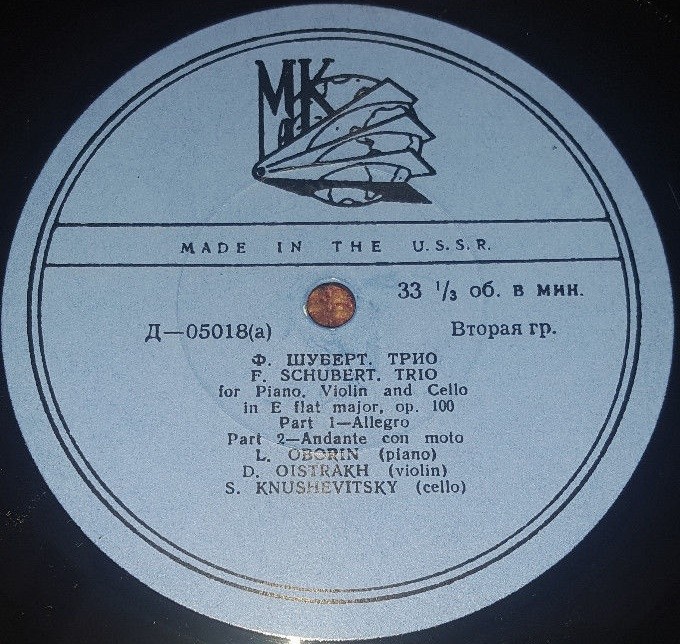 МК
MADE IN THE U.S.S.R.
33 ⅓ об. в мин.
Д—05018(а)
Вторая гр.
Ф. ШУБЕРТ. ТРИО
F. SCHUBERT. TRIO
for Piano, Violin and Cello
in E flat major, op. 100
Part 1—Allegro
Part 2—Andante con moto
L. OBORIN (piano)
D. OISTRAKH (violin)
S. KNUSHEVITSKY (cello)